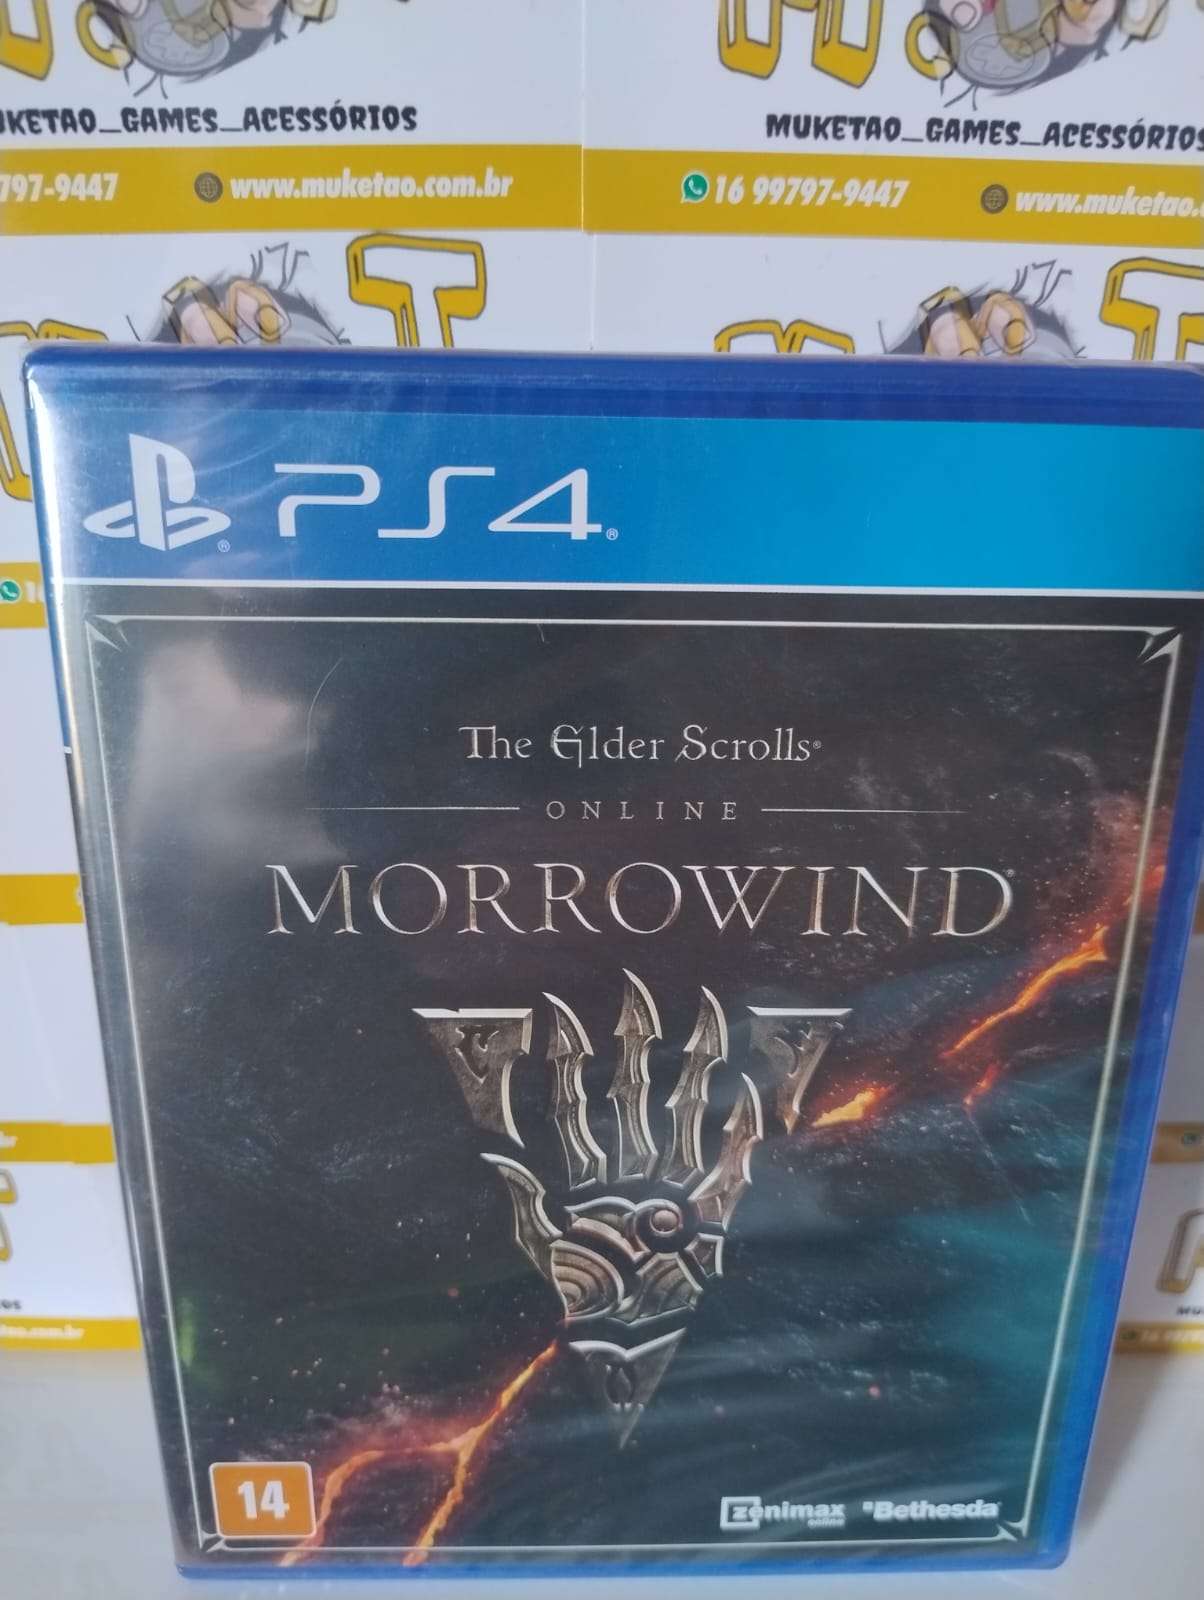 UKETAO_GAMES_ACESSÓRIOS
MUKETAO_GAMES_ACESSÓRIOS
797-9447
www.muketao.com.br
16 99797-9447
www.muketao.
PS4
The Elder Scrolls®
ONLINE
MORROWIND®
14
zenimax
online
Bethesda®